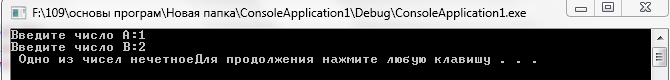 F:\109\основы програм\Новая папка\ConsoleApplication1\Debug\ConsoleApplication1.exe
Введите число A:1
Введите число B:2
Одно из чисел нечетноеДля продолжения нажмите любую клавишу . . .